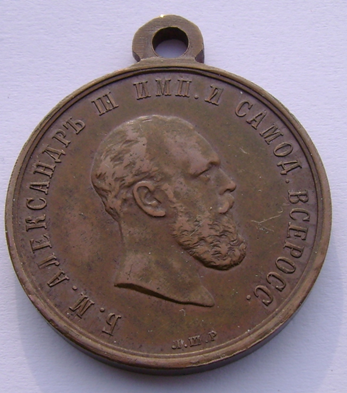 Б. М. АЛЕКСАНДРЪ III ИМП. И САМОД. ВСЕРОСС.